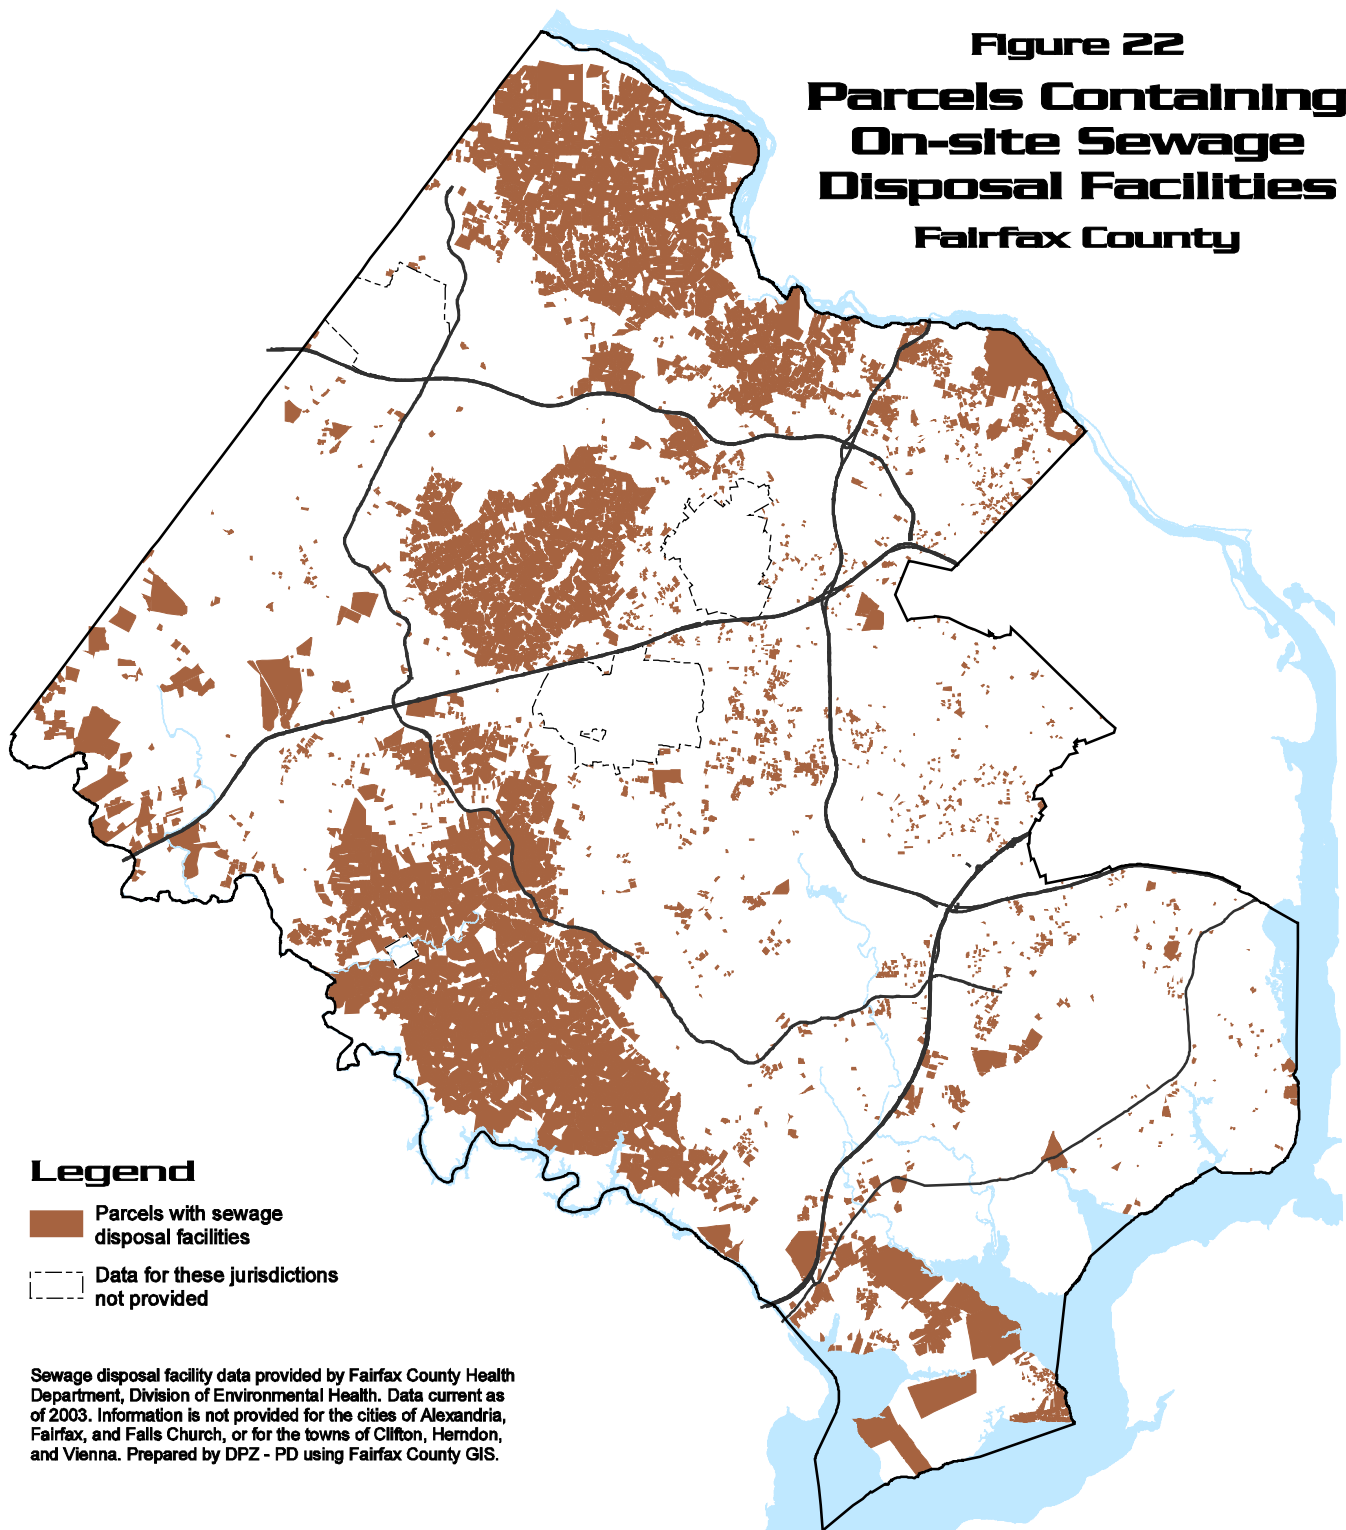 Figure 22
Parcels Containing
On-site Sewage
Disposal Facilities
Fairfax County
Legend
Parcels with sewage
disposal facilities
Data for these jurisdictions
not provided
Sewage disposal facility data provided by Fairfax County Health
Department, Division of Environmental Health. Data current as
of 2003. Information is not provided for the cities of Alexandria,
Fairfax, and Falls Church, or for the towns of Clifton, Herndon,
and Vienna. Prepared by DPZ - PD using Fairfax County GIS.